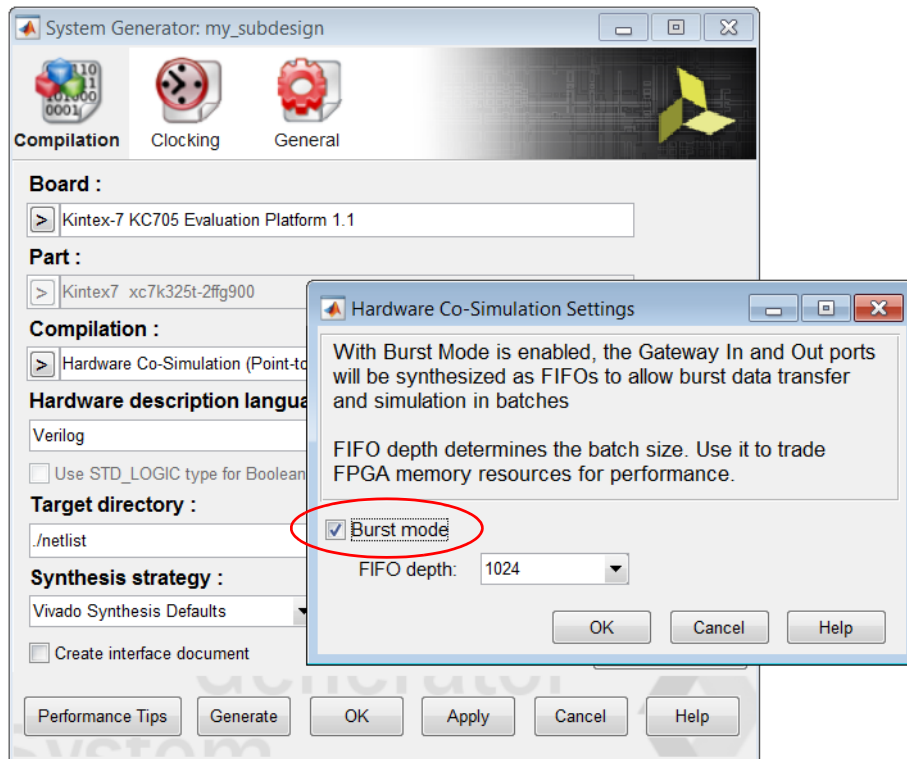 System Generator: my_subdesign
Compilation
Clocking
General
Board :
>
Kintex-7 KC705 Evaluation Platform 1.1
Part :
>
Kintex7 xc7k325t-2ffg900
Compilation :
>
Hardware Co-Simulation (Point-to
Hardware description langua
Verilog
Use STD_LOGIC type for Boolean
Target directory :
./netlist
Synthesis strategy :
Vivado Synthesis Defaults
Create interface document
Performance Tips
Generate
OK
Apply
Cancel
Help
Generator
System
Hardware Co-Simulation Settings
With Burst Mode is enabled, the Gateway In and Out ports
will be synthesized as FIFOs to allow burst data transfer
and simulation in batches
FIFO depth determines the batch size. Use it to trade
FPGA memory resources for performance.
Burst mode
FIFO depth:
1024
OK
Cancel
Help